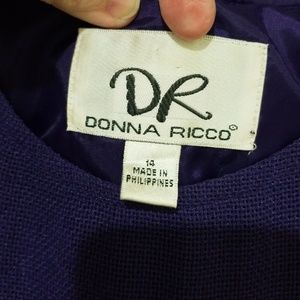 DR
DONNA RICCO©
14
MADE IN
PHILIPPINES